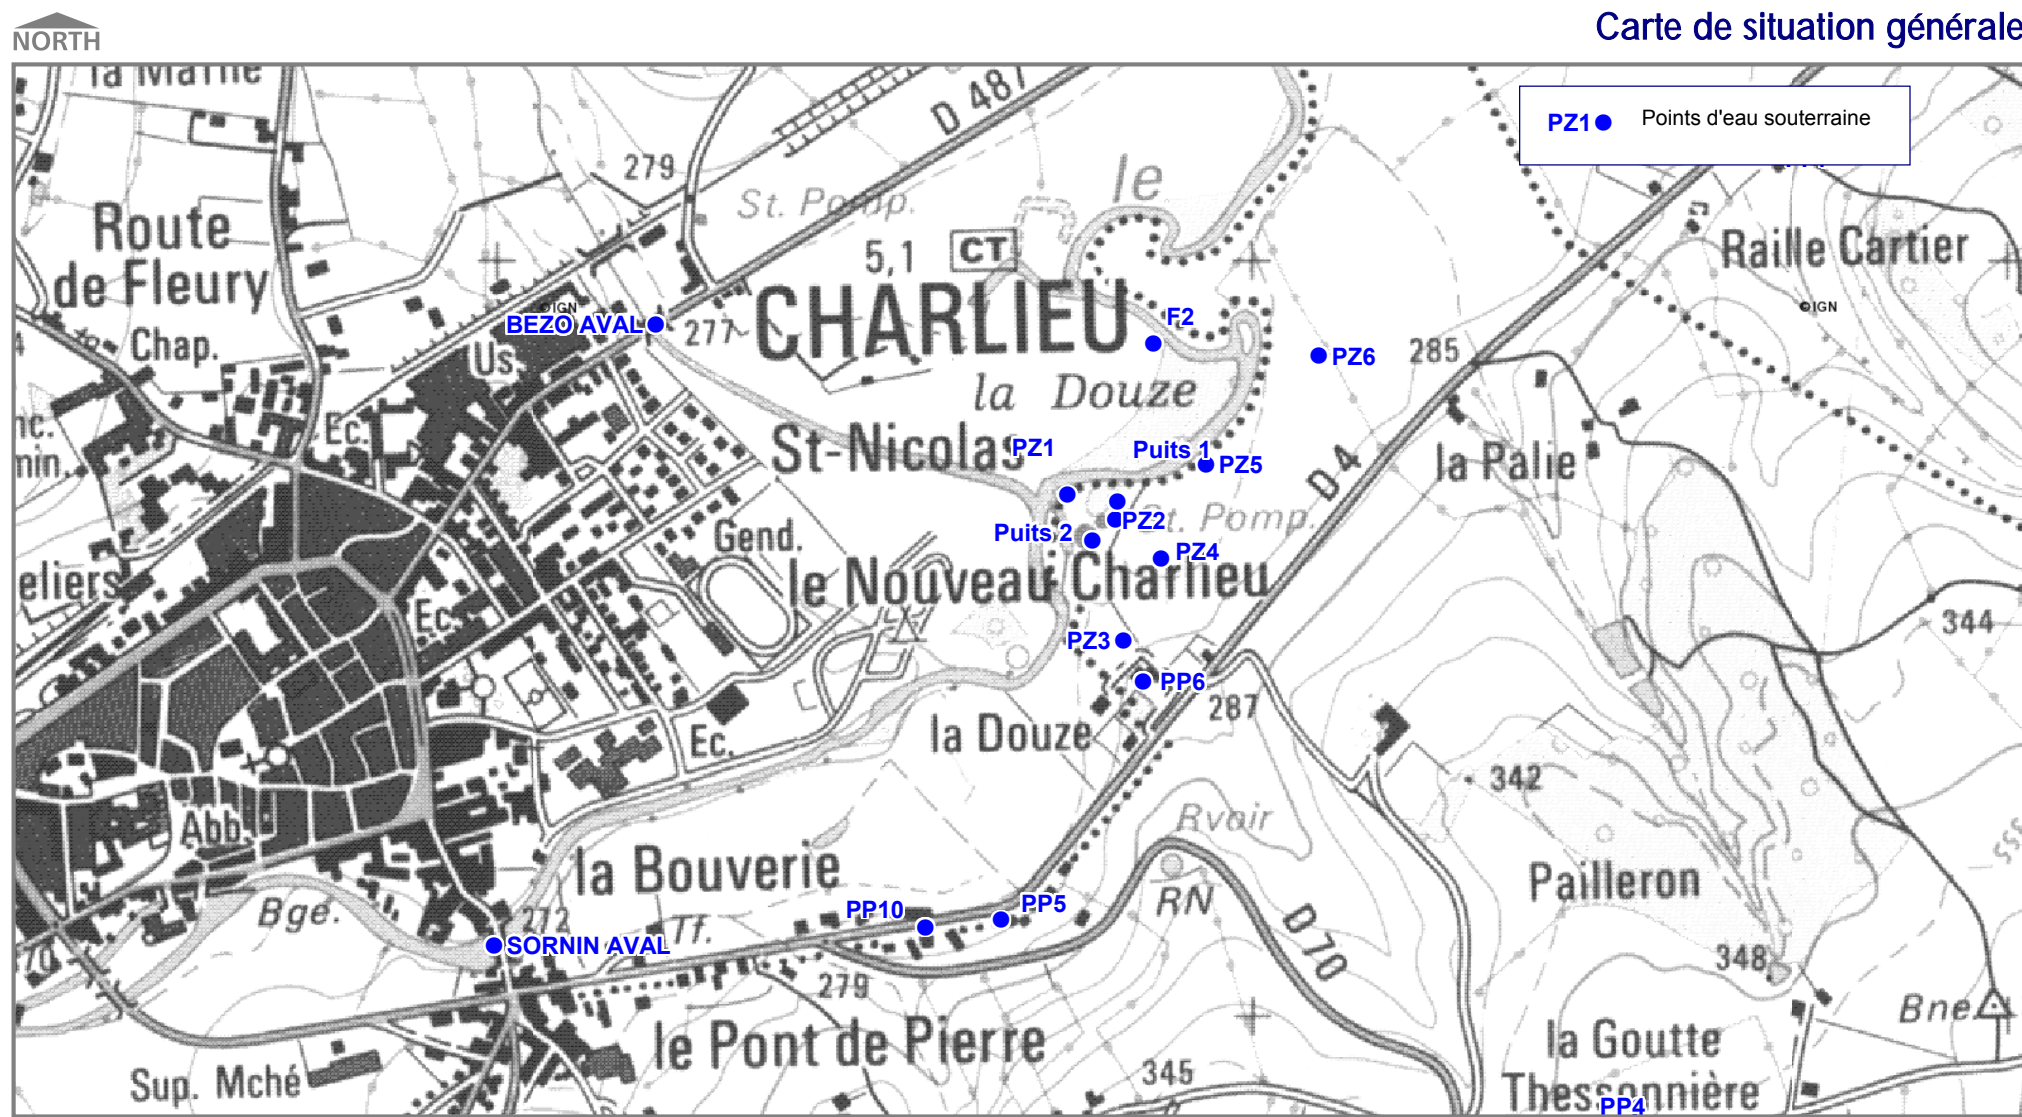 NORTH
Carte de situation générale
la Marne
D 487
PZ1
Points d'eau souterraine
279
le
St. Pomp.
Route
de Fleury
5,1
CT
Raille Cartier
IGN
IGN
CHARLIEU
BEZO AVAL
277
F2
Chap.
Us.
PZ6
285
la Douze
Ec.
St-Nicolas
PZ1
Puits 1
PZ5
D 4
la Palie
Gend.
Puits 2
PZ2
St. Pomp.
PZ4
eliers
le Nouveau Charlieu
Ec.
344
PZ3
PP6
287
la Douze
Ec.
342
Abb.
Rvoir
la Bouverie
Pailleron
RN
Bge.
272
Tf.
PP10
PP5
D 70
SORNIN AVAL
348
279
Bne.
le Pont de Pierre
la Goutte
Thessonnière
Sup. Mché
345
PP4